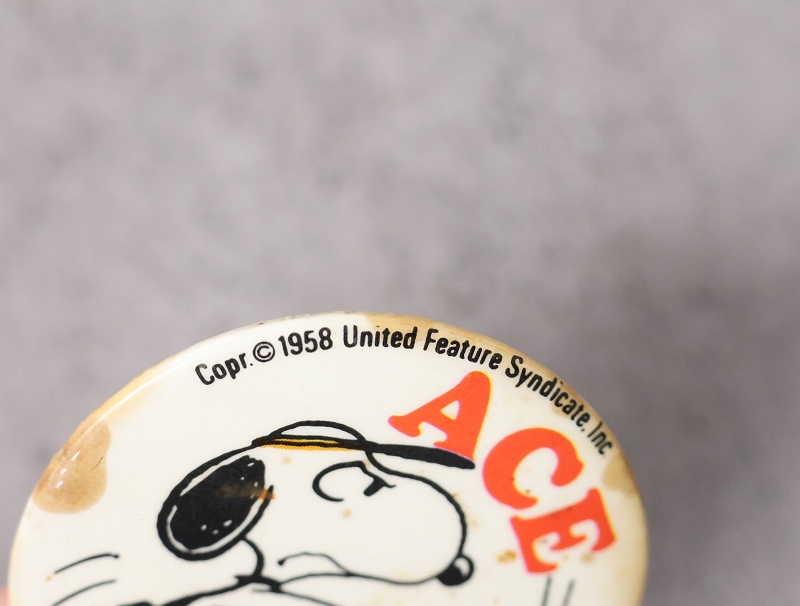 Copr. © 1958 United Feature Syndicate, Inc
ACE